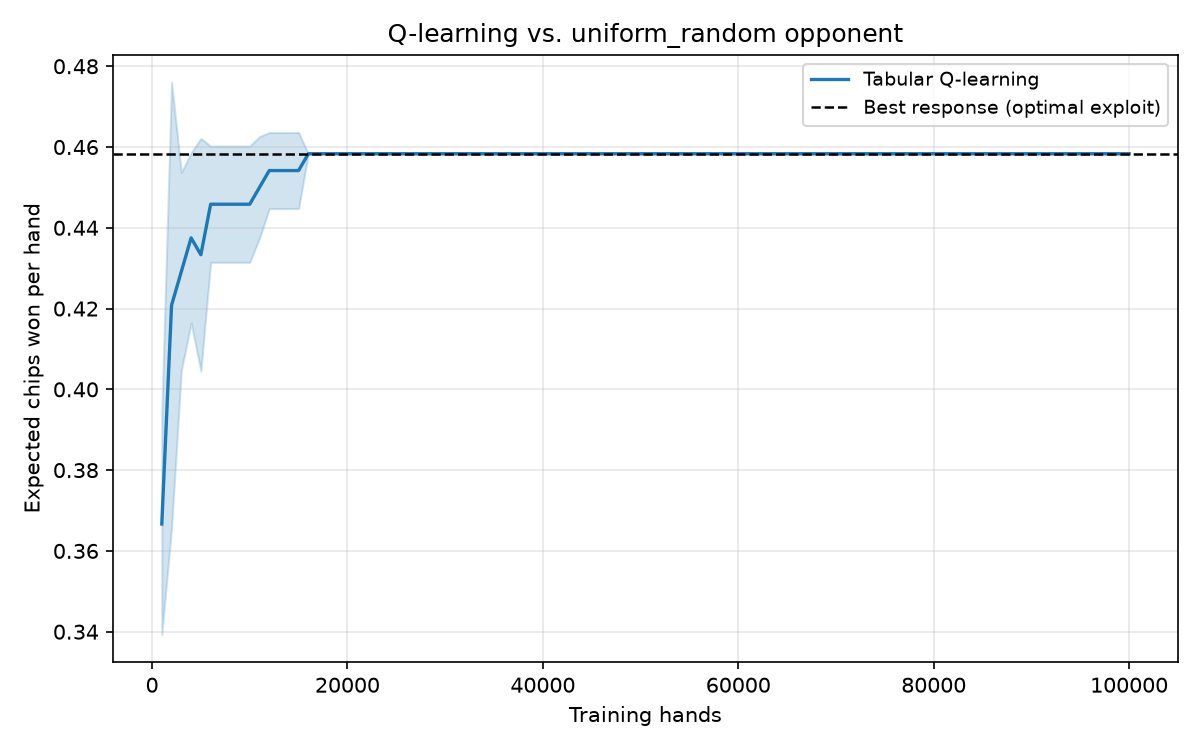 Q-learning vs. uniform_random opponent
Tabular Q-learning
Best response (optimal exploit)
Expected chips won per hand
0.48
0.46
0.44
0.42
0.40
0.38
0.36
0.34
0
20000
40000
60000
80000
100000
Training hands